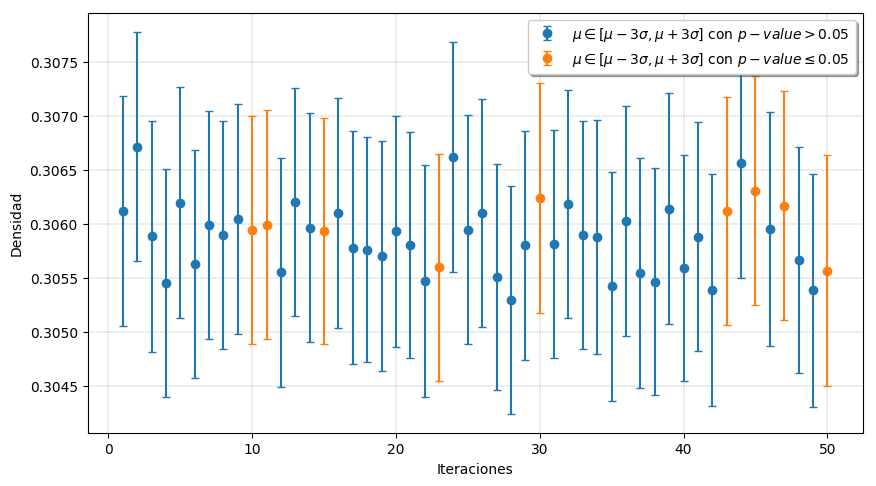 μ ∈ [μ − 3σ, μ + 3σ] con p − value > 0.05
μ ∈ [μ − 3σ, μ + 3σ] con p − value ≤ 0.05
0.3075
0.3070
0.3065
0.3060
0.3055
0.3050
0.3045
Densidad
0 10 20 30 40 50
Iteraciones